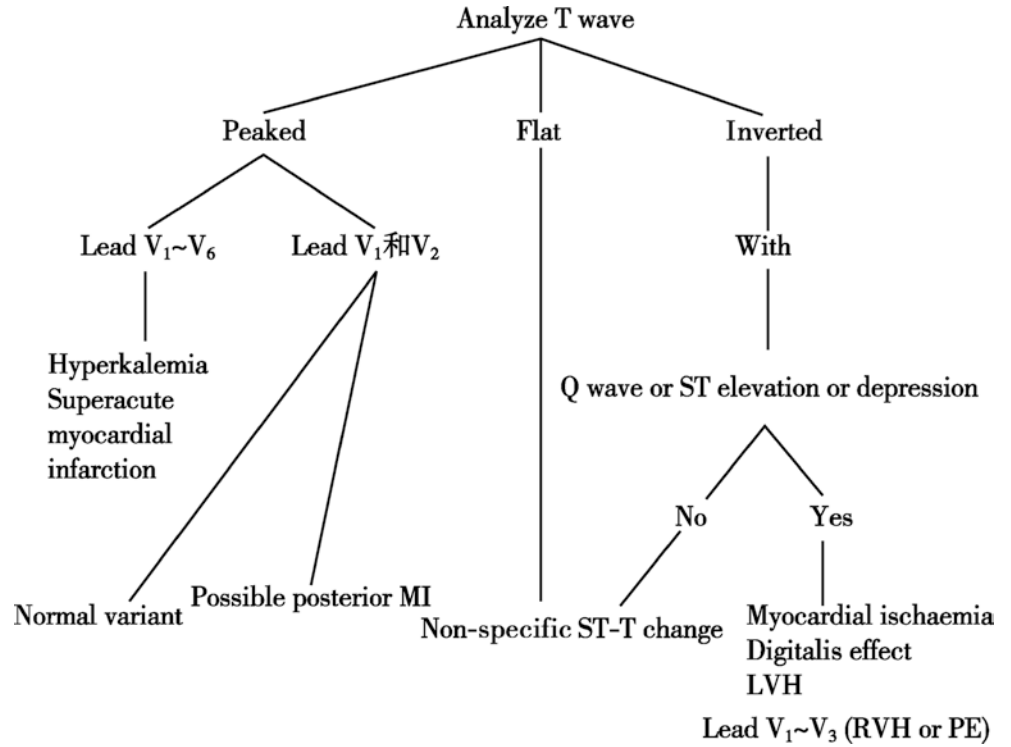 Analyze T wave
Peaked
Flat
Inverted
Lead V₁~V₆
Lead V₁和V₂
With
Hyperkalemia
Superacute
myocardial
infarction
Q wave or ST elevation or depression
No
Yes
Normal variant
Possible posterior MI
Non-specific ST-T change
Myocardial ischaemia
Digitalis effect
LVH
Lead V₁~V₃ (RVH or PE)